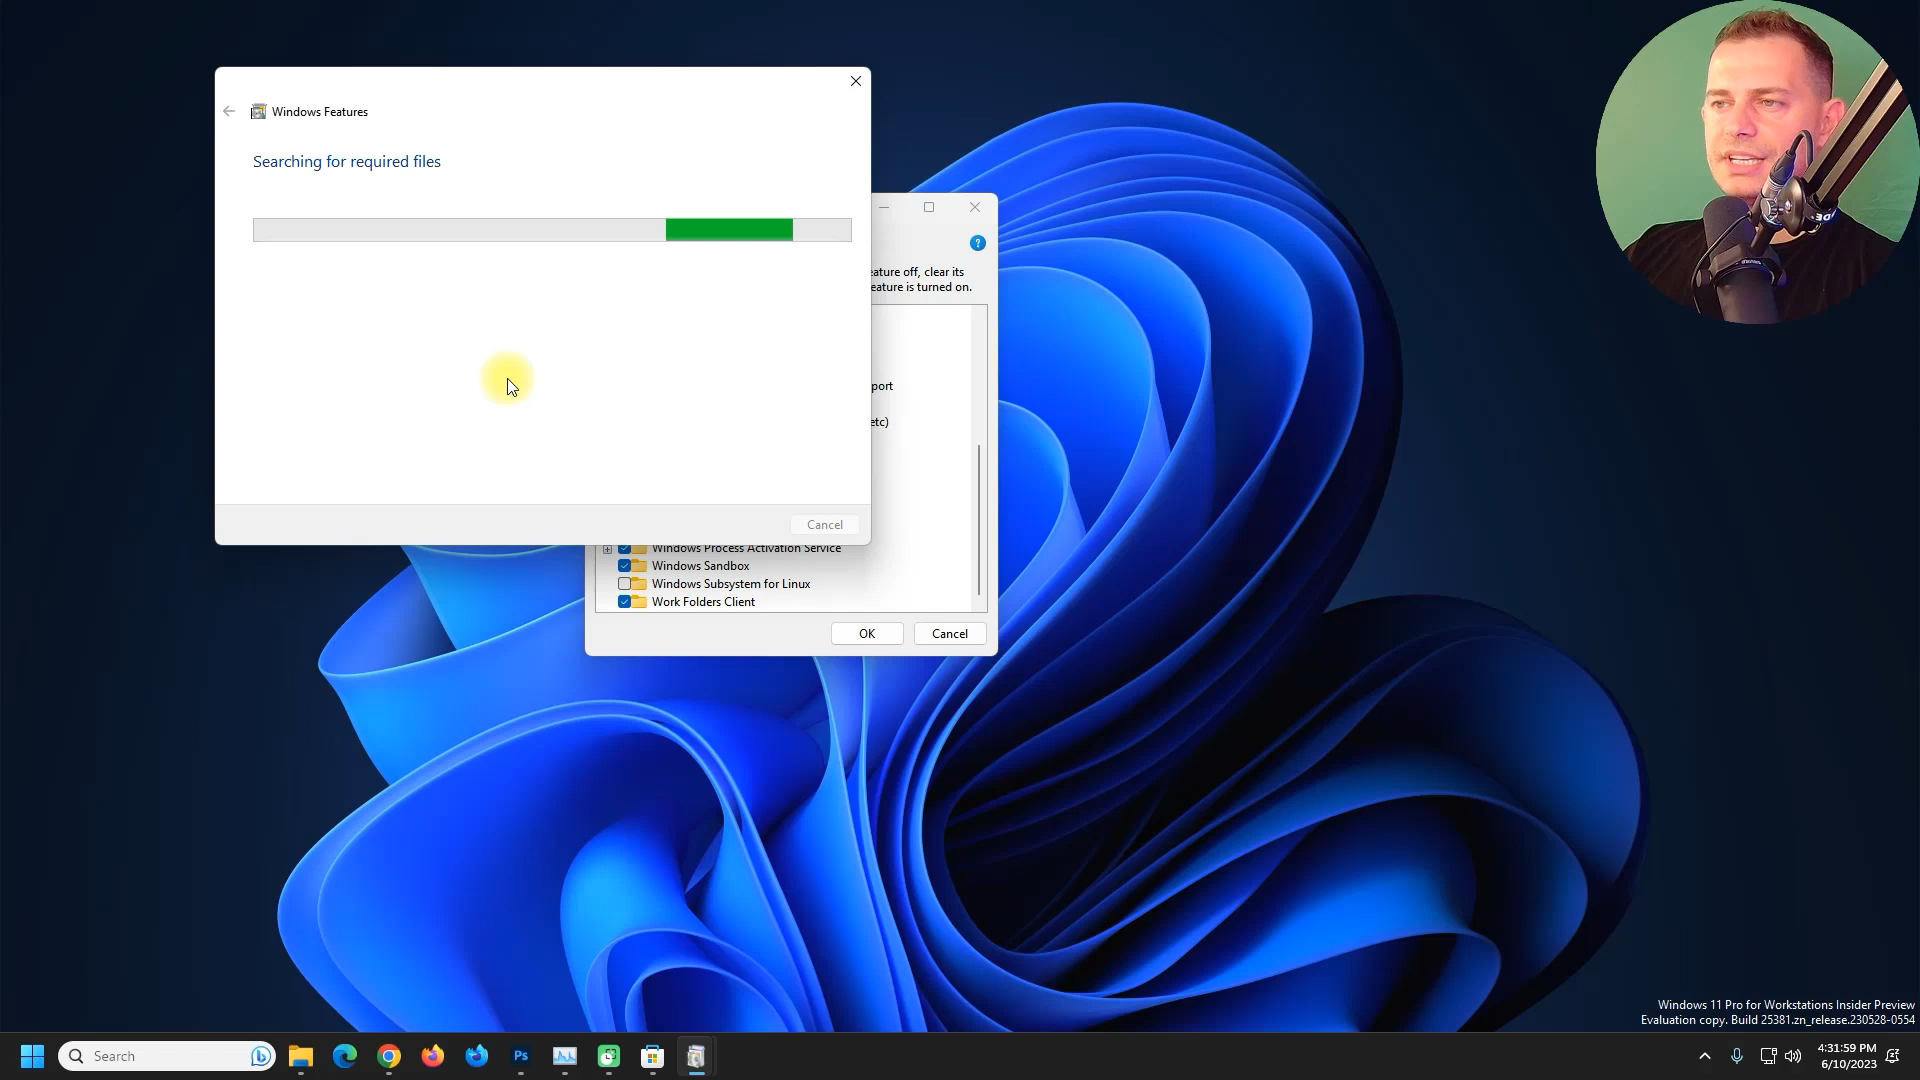 Windows Features
Searching for required files
eature off, clear its
eature is turned on.
port
etc)
Cancel
Windows Process Activation Service
Windows Sandbox
Windows Subsystem for Linux
Work Folders Client
OK
Cancel
Windows 11 Pro for Workstations Insider Preview
Evaluation copy. Build 25381.zn_release.230528-0554
Search
Ps
4:31:59 PM
6/10/2023